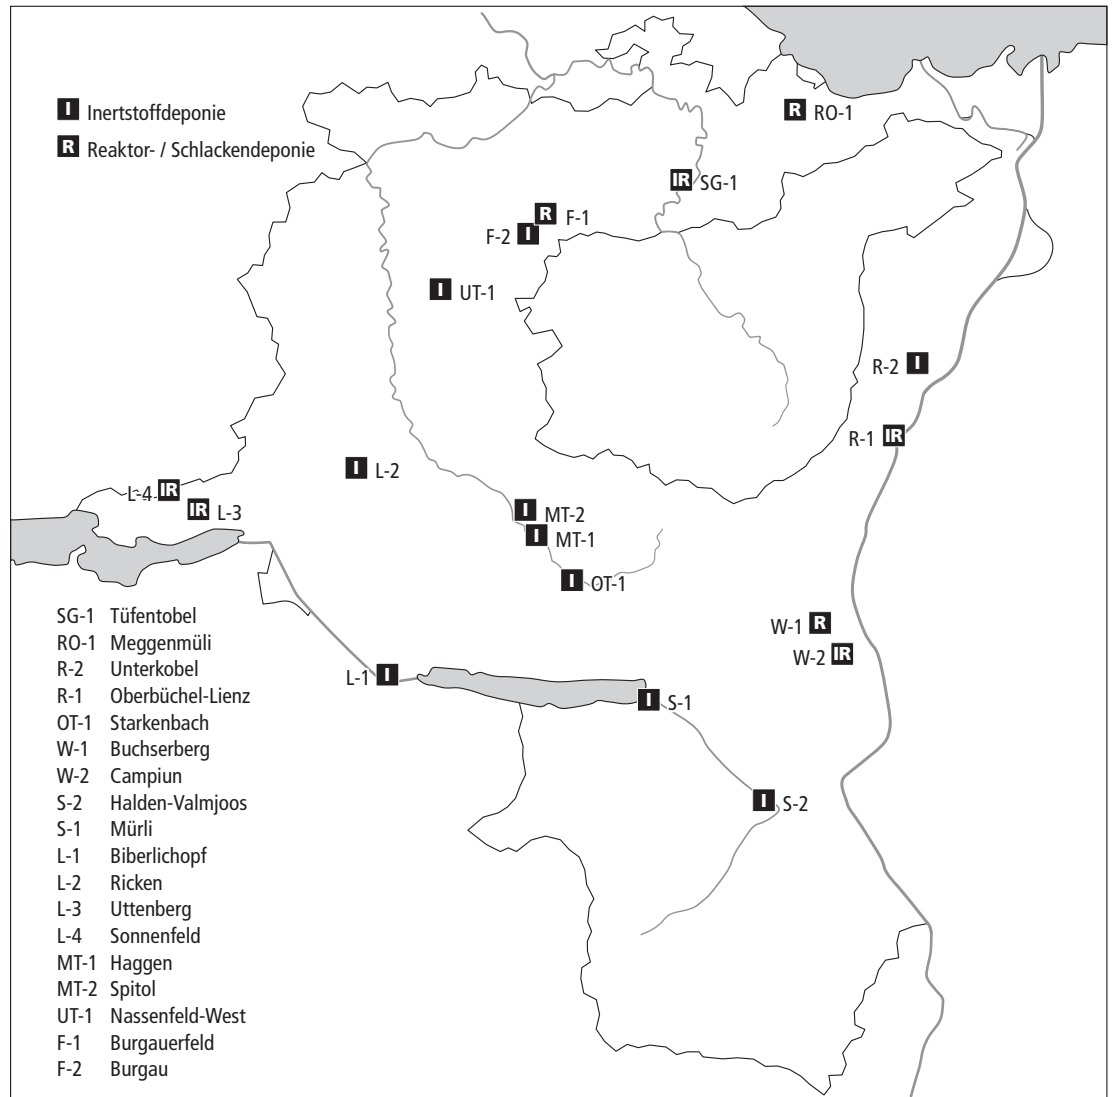 I Inertstoffdeponie
R Reaktor- / Schlackendeponie
R RO-1
IR SG-1
R F-1
F-2 I
I UT-1
R-2 I
R-1 IR
I L-2
L-4 IR
IR L-3
I MT-2
I MT-1
I OT-1
W-1 R
W-2 IR
L-1 I
I S-1
I S-2
SG-1 Tüfentobel
RO-1 Meggenmüli
R-2 Unterkobel
R-1 Oberbüchel-Lienz
OT-1 Starkenbach
W-1 Buchserberg
W-2 Campiun
S-2 Halden-Valmjoos
S-1 Mürli
L-1 Biberlichopf
L-2 Ricken
L-3 Uttenberg
L-4 Sonnenfeld
MT-1 Haggen
MT-2 Spitol
UT-1 Nassenfeld-West
F-1 Burgauerfeld
F-2 Burgau